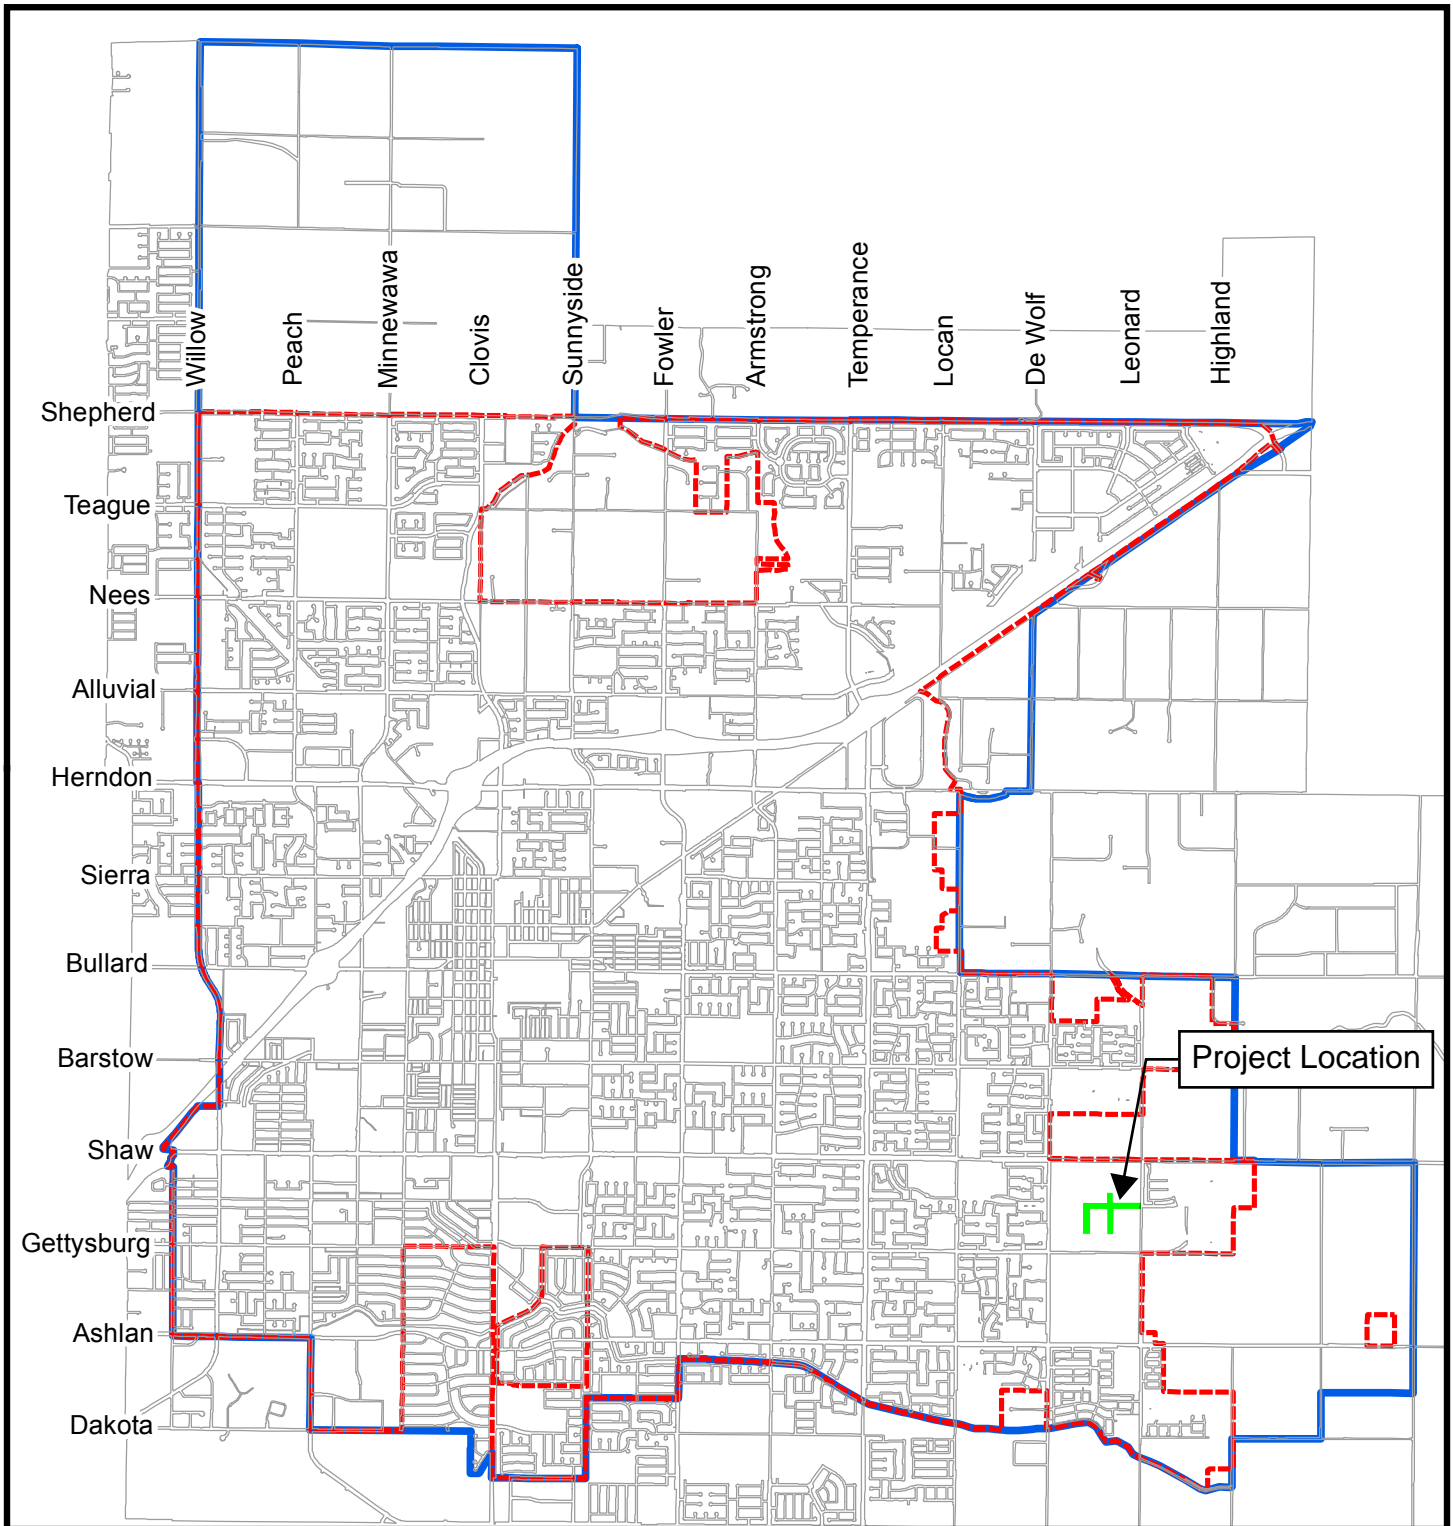 Willow
Peach
Minnewawa
Clovis
Sunnyside
Fowler
Armstrong
Temperance
Locan
De Wolf
Leonard
Highland
Shepherd
Teague
Nees
Alluvial
Herndon
Sierra
Bullard
Barstow
Project Location
Shaw
Gettysburg
Ashlan
Dakota